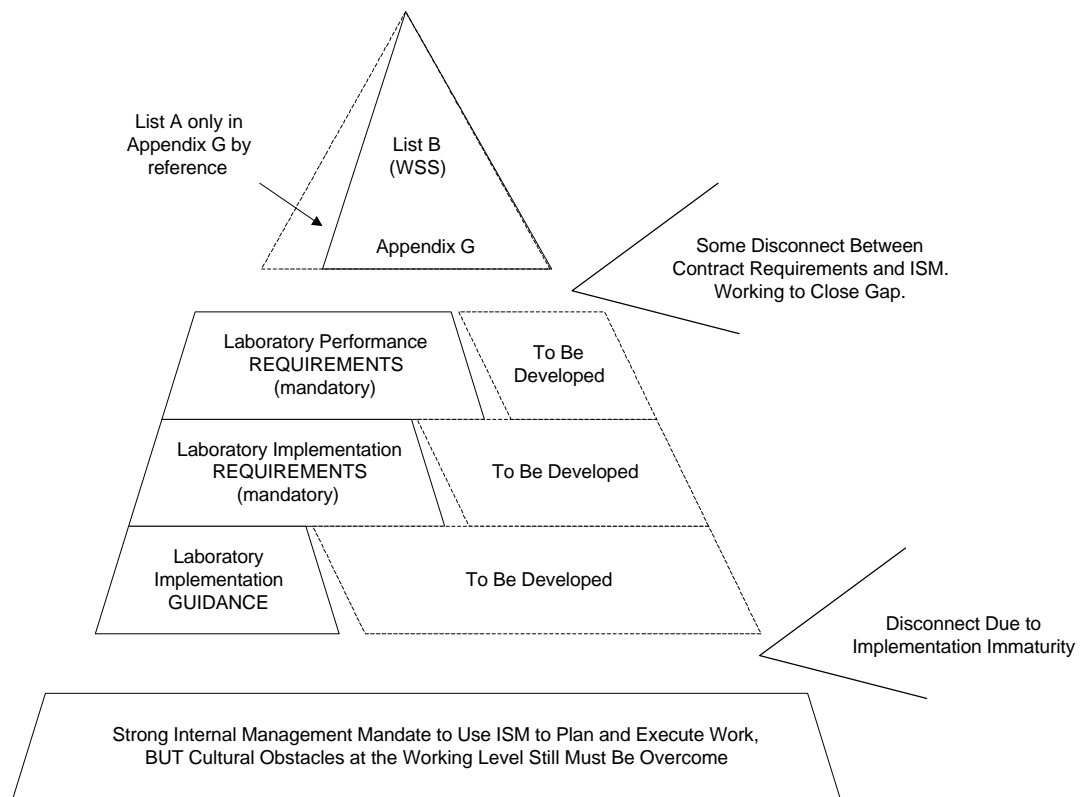 List A only in
Appendix G by
reference
List B
(WSS)
Appendix G
Some Disconnect Between
Contract Requirements and ISM.
Working to Close Gap.
Laboratory Performance
REQUIREMENTS
(mandatory)
To Be
Developed
Laboratory Implementation
REQUIREMENTS
(mandatory)
To Be Developed
Laboratory
Implementation
GUIDANCE
To Be Developed
Disconnect Due to
Implementation Immaturity
Strong Internal Management Mandate to Use ISM to Plan and Execute Work,
BUT Cultural Obstacles at the Working Level Still Must Be Overcome